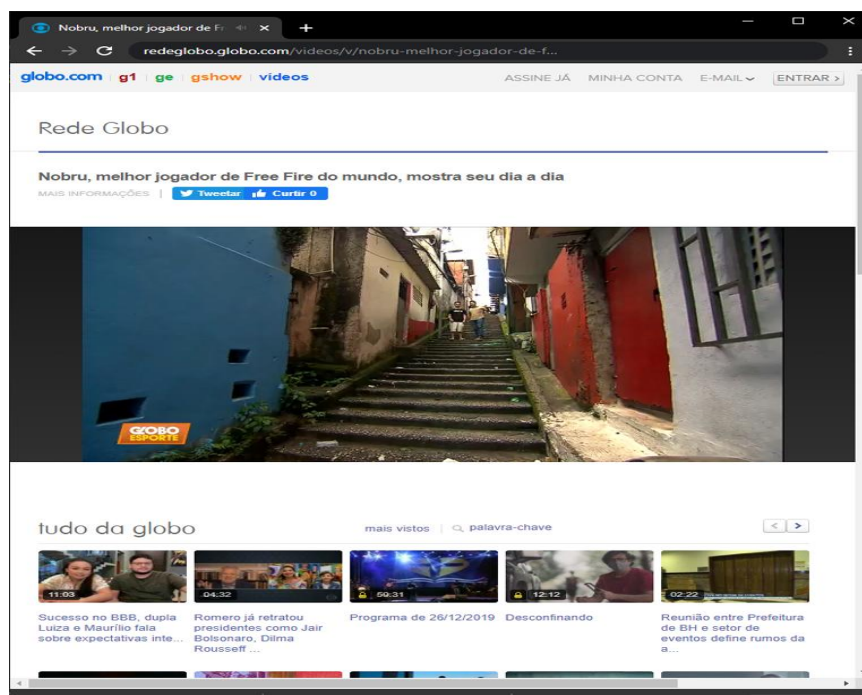 Nobru, melhor jogador de Fr
redeglobo.globo.com/videos/v/nobru-melhor-jogador-de-f...
globo.com g1 ge gshow vídeos ASSINE JÁ MINHA CONTA E-MAIL ENTRAR >
Rede Globo
Nobru, melhor jogador de Free Fire do mundo, mostra seu dia a dia
MAIS INFORMAÇÕES | Tweetar Curtir 0
GLOBO
ESPORTE
tudo da globo mais vistos palavra-chave < >
11:03 04:32 50:31 12:12 02:22
Sucesso no BBB, dupla
Luiza e Maurílio fala
sobre expectativas inte...
Romero já retratou
presidentes como Jair
Bolsonaro, Dilma
Rousseff ...
Programa de 26/12/2019
Desconfinando
Reunião entre Prefeitura
de BH e setor de
eventos define rumos da
a...